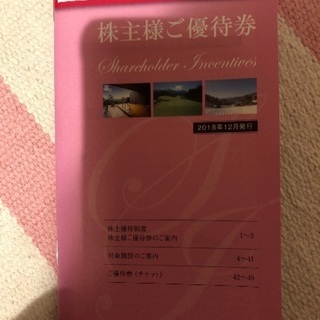 株主様ご優待券
Shareholder Incentives
2018年12月発行
株主優待制度
株主様ご優待券のご案内 1〜3
対象施設のご案内 4〜41
ご優待券（チケット） 42〜46